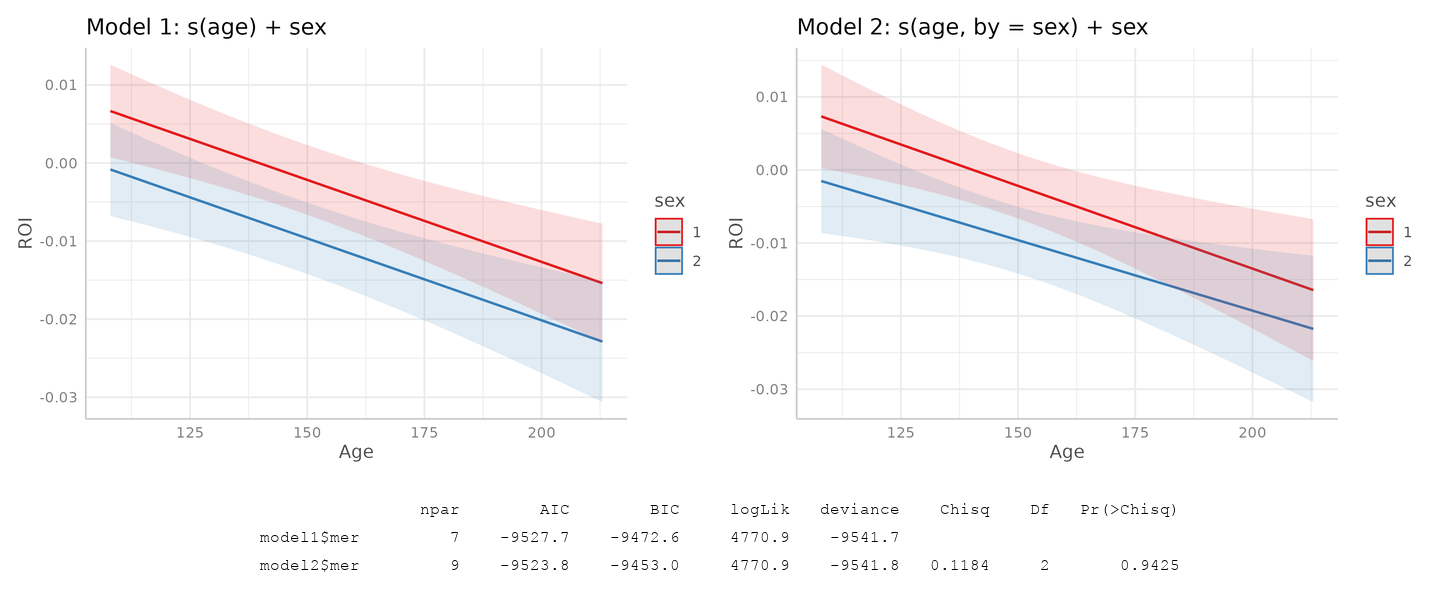 Model 1: s(age) + sex
0.01
0.00
-0.01
-0.02
-0.03
ROI
125 150 175 200
Age
sex
1
2
Model 2: s(age, by = sex) + sex
0.01
0.00
-0.01
-0.02
-0.03
ROI
125 150 175 200
Age
sex
1
2
npar AIC BIC logLik deviance Chisq Df Pr(>Chisq)
model1$mer 7 -9527.7 -9472.6 4770.9 -9541.7
model2$mer 9 -9523.8 -9453.0 4770.9 -9541.8 0.1184 2 0.9425